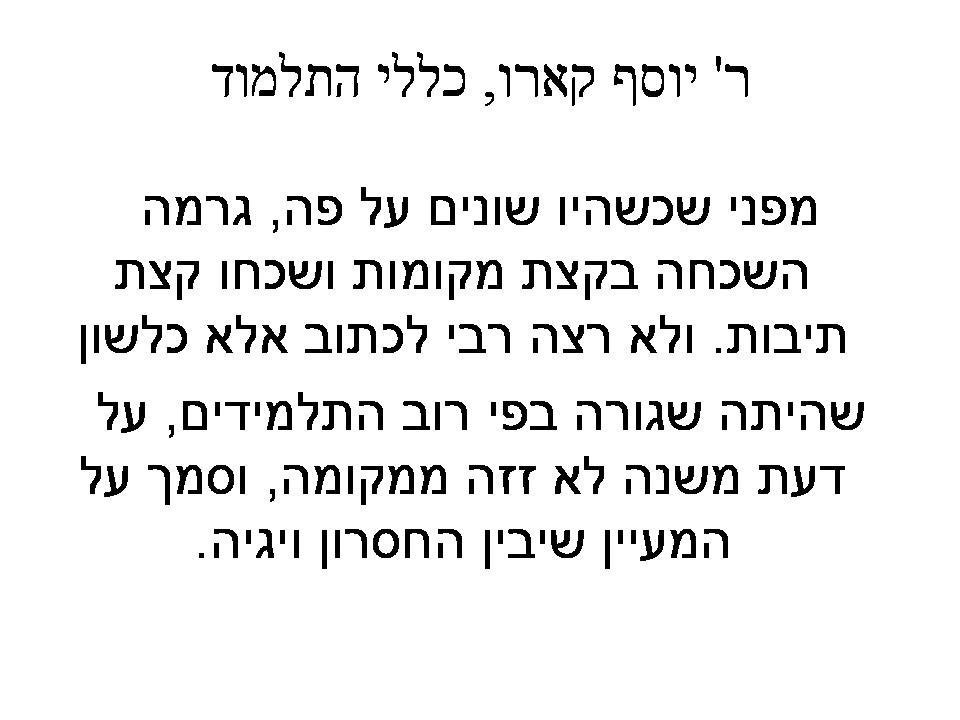 ר' יוסף קארו, כללי התלמוד
מפני שכשהיו שונים על פה, גרמה
השכחה בקצת מקומות ושכחו קצת
תיבות. ולא רצה רבי לכתוב אלא כלשון
שהיתה שגורה בפי רוב התלמידים, על
דעת משנה לא זזה ממקומה, וסמך על
המעיין שיבין החסרון ויגיה.